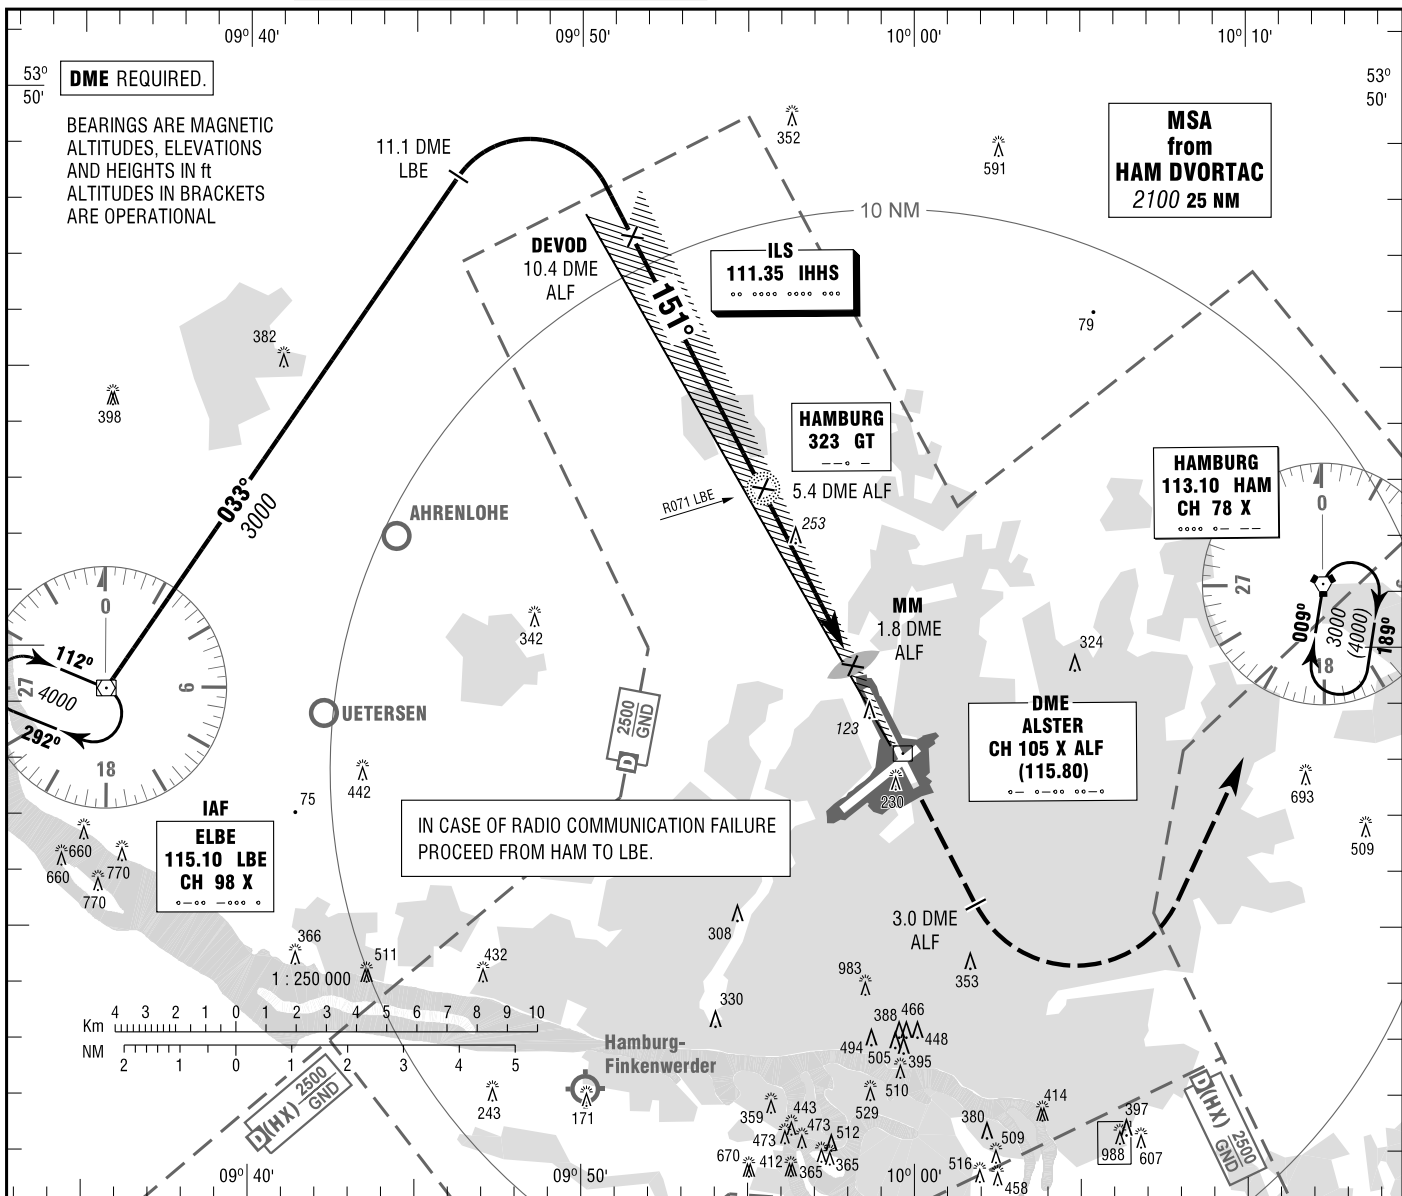 09° 40'
09° 50'
10° 00'
10° 10'
53°
50'
53°
50'
DME REQUIRED.
BEARINGS ARE MAGNETIC
ALTITUDES, ELEVATIONS
AND HEIGHTS IN ft
ALTITUDES IN BRACKETS
ARE OPERATIONAL
11.1 DME
LBE
352
591
MSA
from
HAM DVORTAC
2100 25 NM
10 NM
DEVOD
10.4 DME
ALF
ILS
111.35 IHHS
151°
79
382
398
HAMBURG
323 GT
5.4 DME ALF
R071 LBE
253
HAMBURG
113.10 HAM
CH 78 X
033°
3000
AHRENLOHE
0
27
6
18
009°
3000
(4000)
189°
0
27
6
18
112°
4000
292°
342
MM
1.8 DME
ALF
324
UETERSEN
2500
GND
D
123
DME
ALSTER
CH 105 X ALF
(115.80)
442
75
230
693
509
IAF
ELBE
115.10 LBE
CH 98 X
660
660
770
770
IN CASE OF RADIO COMMUNICATION FAILURE
PROCEED FROM HAM TO LBE.
3.0 DME
ALF
308
353
366
511
432
983
1 : 250 000
330
388
466
448
494
505
395
510
Km
4 3 2 1 0 1 2 3 4 5 6 7 8 9 10
NM
2 1 0 1 2 3 4 5
Hamburg-
Finkenwerder
D(HX) 2500
GND
243
171
359
443
473
473
512
529
380
509
414
397
988
607
D(HX) 2500
GND
670
412
365
365
516
458
09° 40'
09° 50'
10° 00'